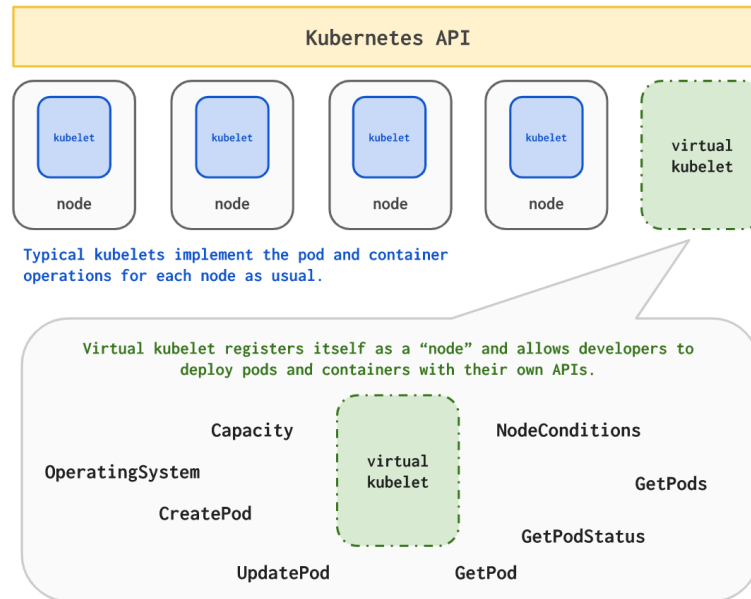 Kubernetes API
kubelet
kubelet
kubelet
kubelet
virtual
kubelet
node
node
node
node
Typical kubelets implement the pod and container
operations for each node as usual.
Virtual kubelet registers itself as a “node” and allows developers to
deploy pods and containers with their own APIs.
Capacity
NodeConditions
virtual
kubelet
OperatingSystem
GetPods
CreatePod
GetPodStatus
UpdatePod
GetPod